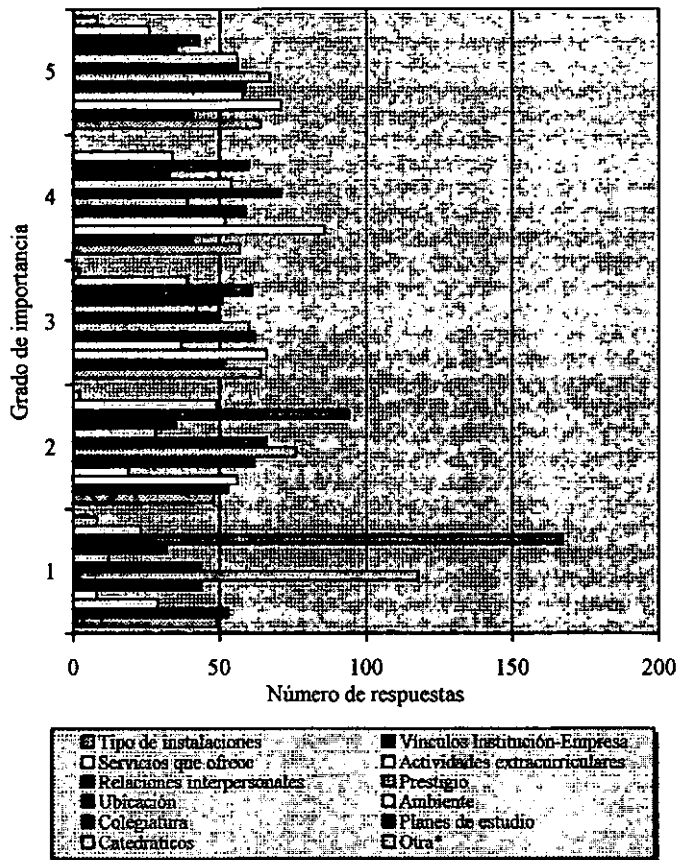 5
4
3
2
1
Grado de importancia
0 50 100 150 200
Número de respuestas
Tipo de instalaciones Vínculos Institución-Empresa
Servicios que ofrece Actividades extracurriculares
Relaciones interpersonales Prestigio
Ubicación Ambiente
Colegiatura Planes de estudio
Catedráticos Otra*